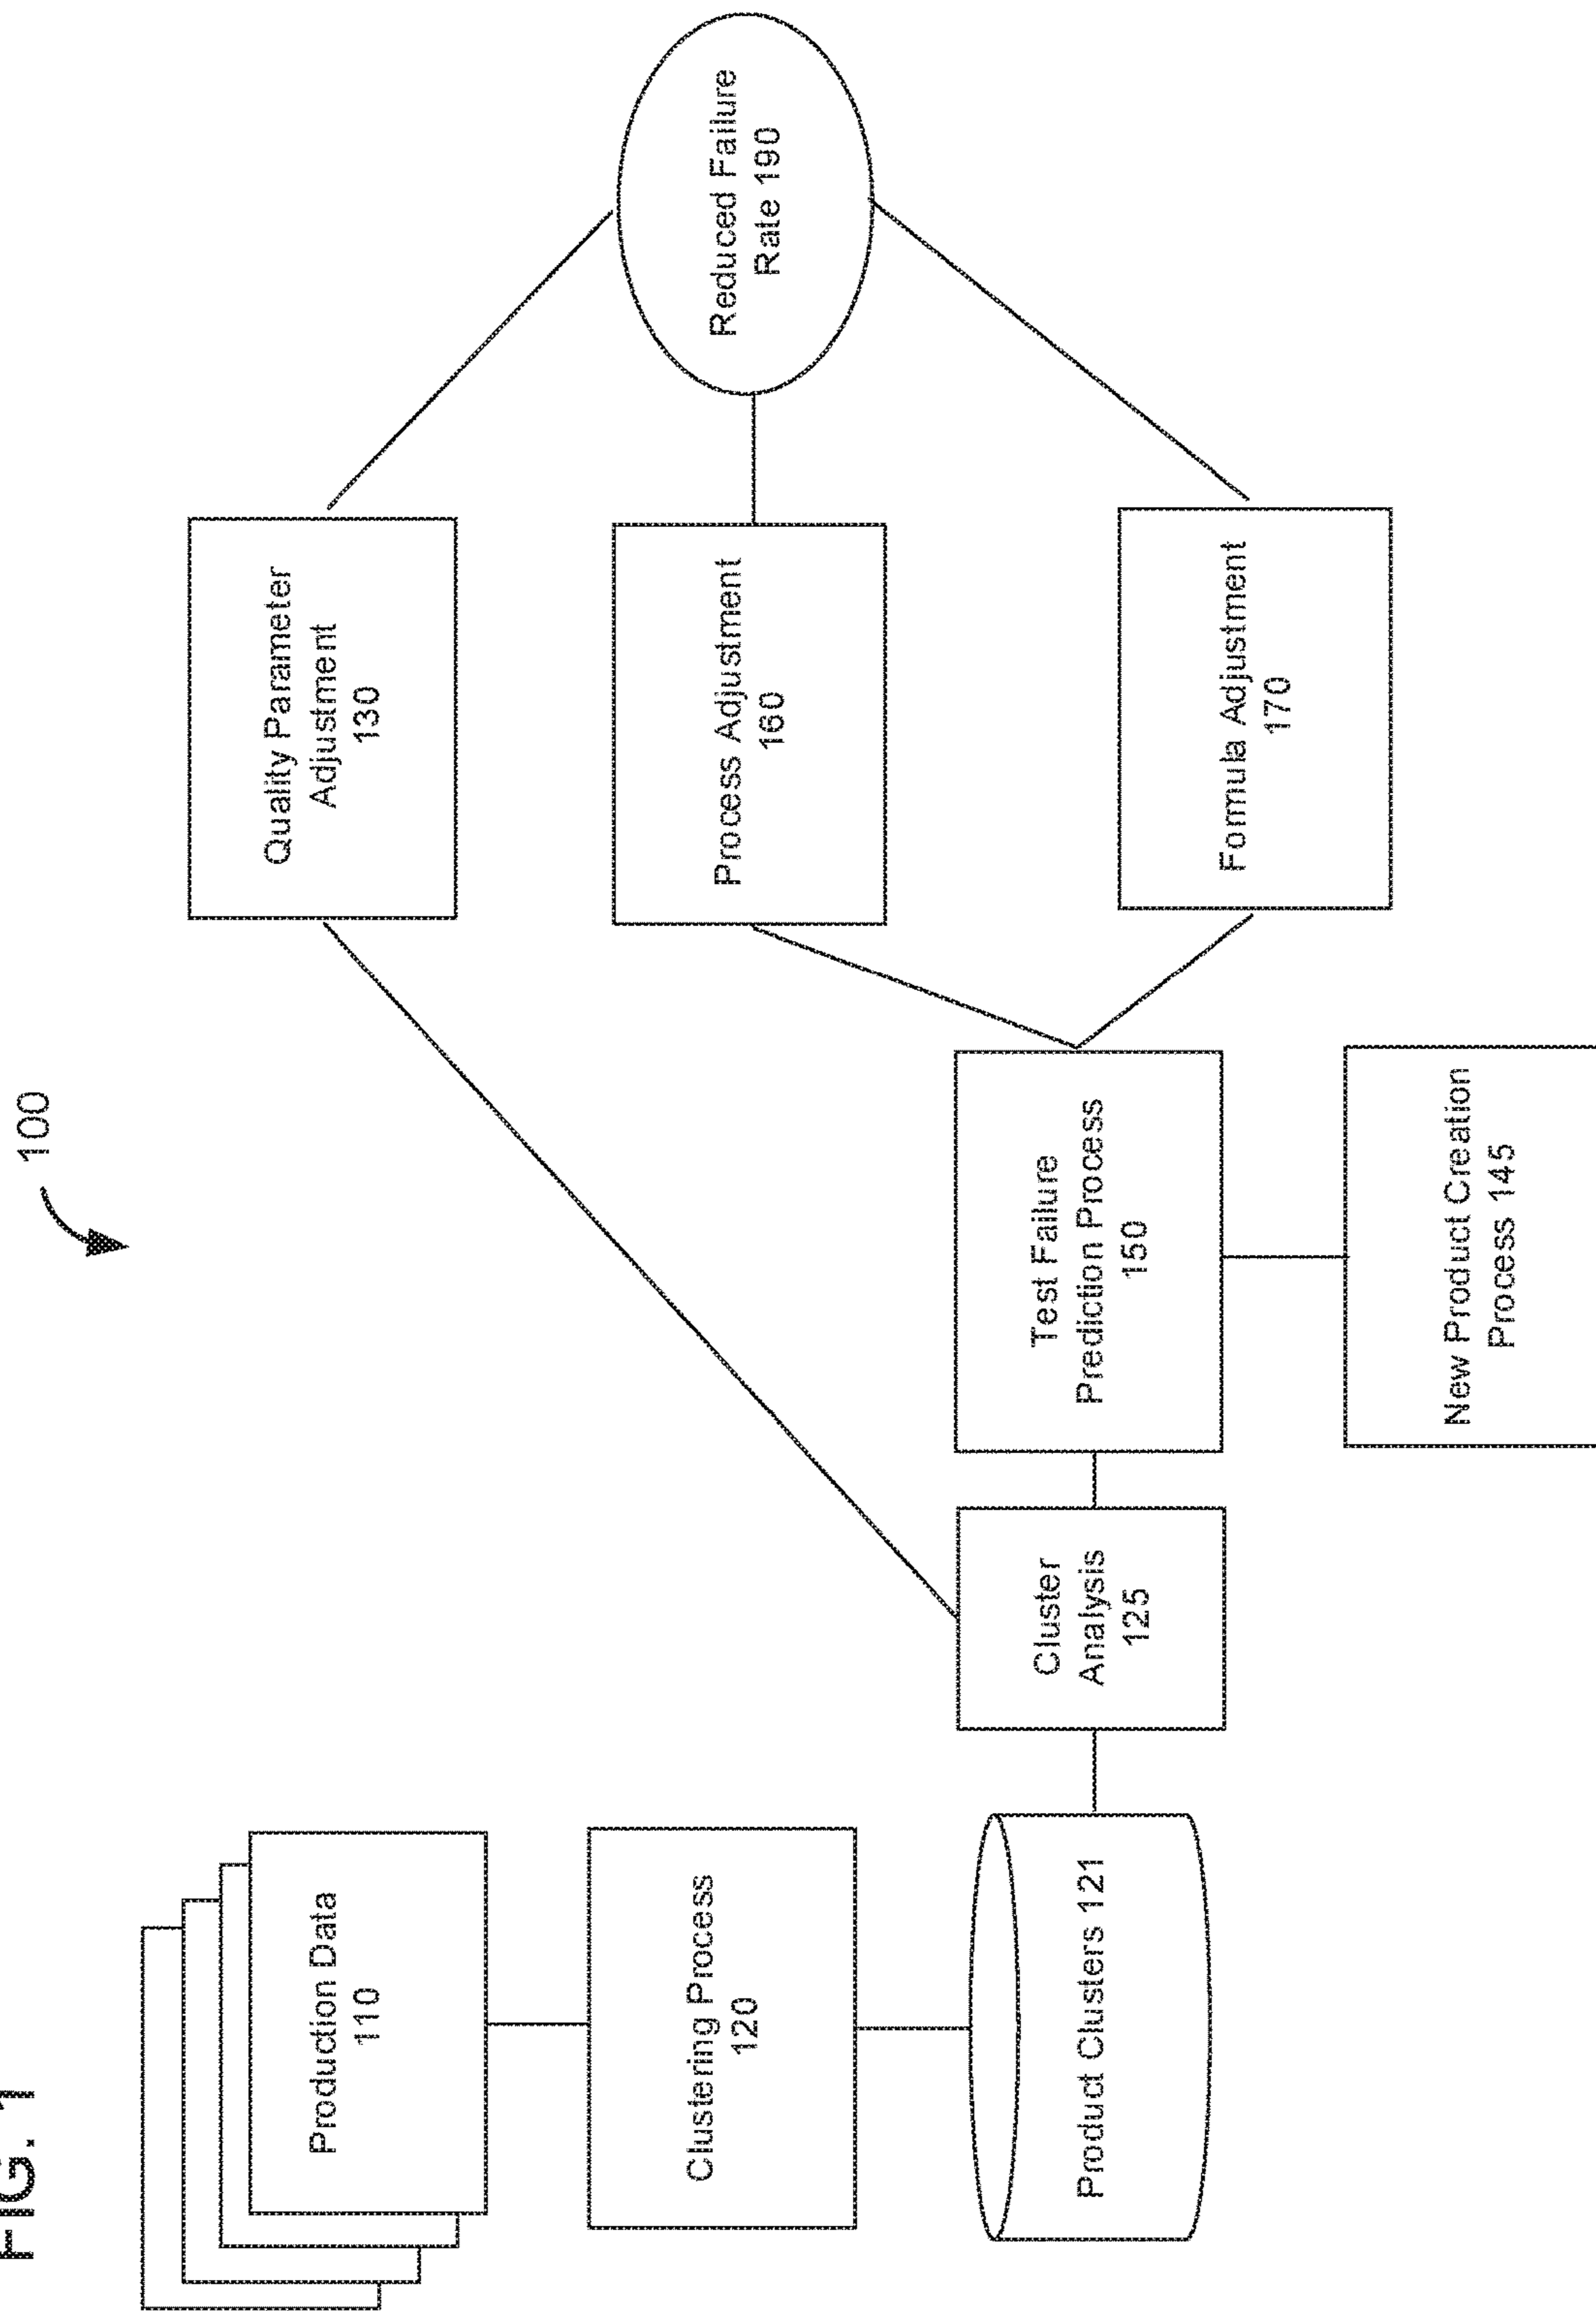 FIG. 1
100
Production Data
110
Clustering Process
120
Product Clusters 121
Cluster
Analysis
125
Test Failure
Prediction Process
150
New Product Creation
Process 145
Quality Parameter
Adjustment
130
Process Adjustment
160
Formula Adjustment
170
Reduced Failure
Rate 190